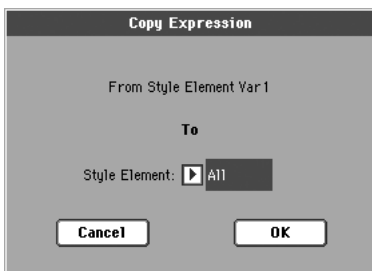 Copy Expression
From Style Element Var1
To
Style Element: All
Cancel OK